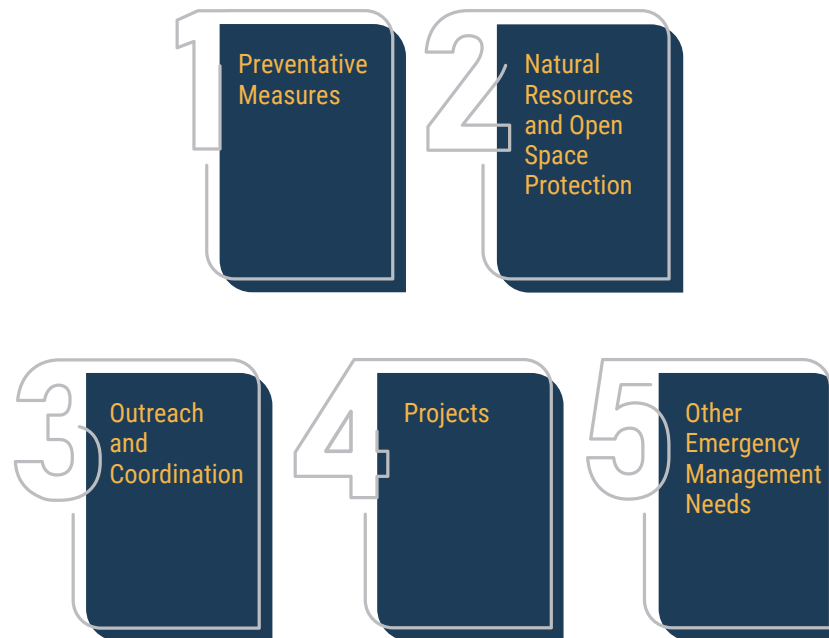 1
Preventative
Measures
2
Natural
Resources
and Open
Space
Protection
3
Outreach
and
Coordination
4
Projects
5
Other
Emergency
Management
Needs